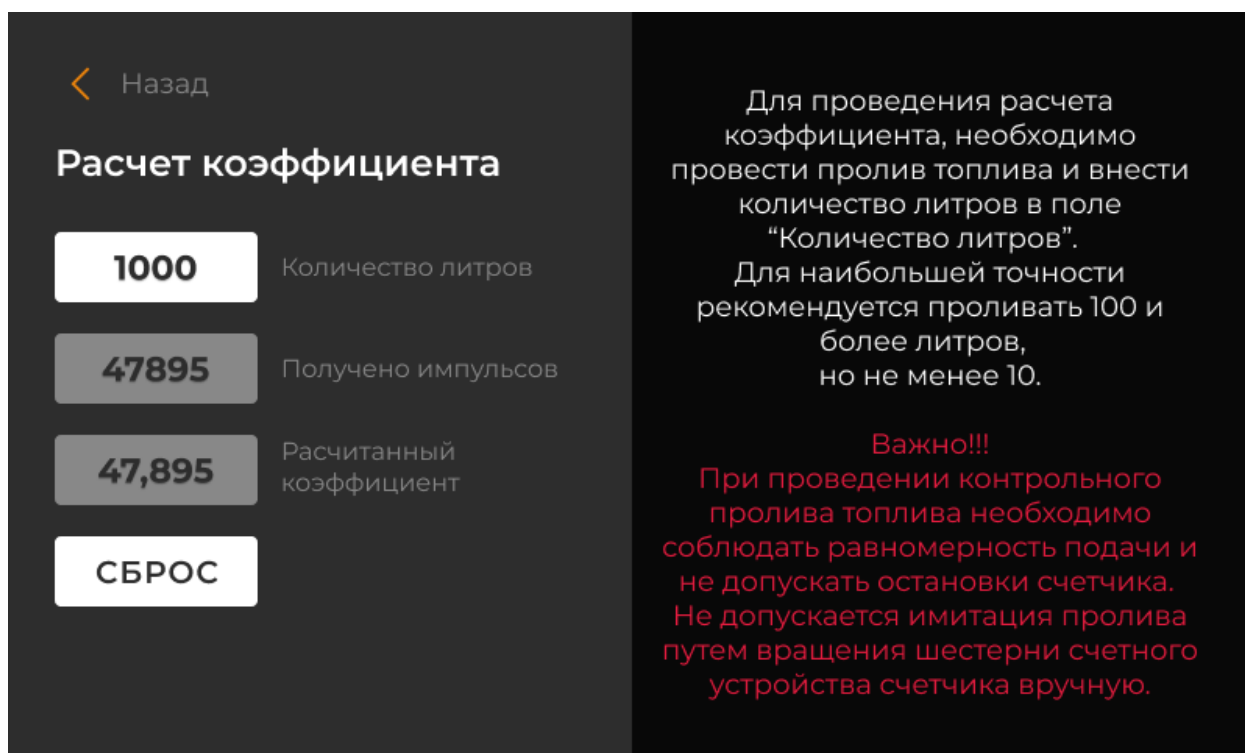 Назад
Расчет коэффициента
1000
Количество литров
47895
Получено импульсов
47,895
Расчитанный
коэффициент
СБРОС
Для проведения расчета
коэффициента, необходимо
провести пролив топлива и внести
количество литров в поле
“Количество литров”.
Для наибольшей точности
рекомендуется проливать 100 и
более литров,
но не менее 10.
Важно!!!
При проведении контрольного
пролива топлива необходимо
соблюдать равномерность подачи и
не допускать остановки счетчика.
Не допускается имитация пролива
путем вращения шестерни счетного
устройства счетчика вручную.